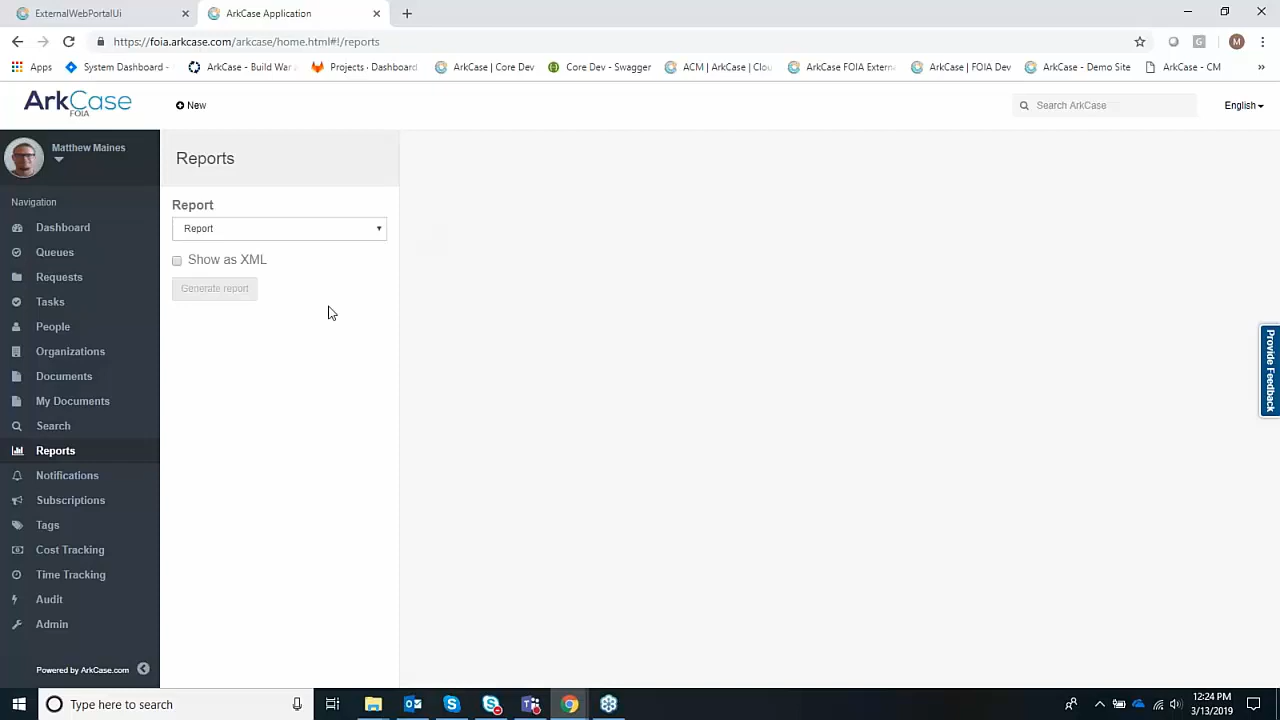 ExternalWebPortalUi
ArkCase Application
https://foia.arkcase.com/arkcase/home.html#!/reports
M
Apps
System Dashboard -
ArkCase - Build War
Projects · Dashboard
ArkCase | Core Dev
Core Dev - Swagger
ACM | ArkCase | Clou
ArkCase FOIA Extern
ArkCase | FOIA Dev
ArkCase - Demo Site
ArkCase - CM
»
ArkCase
FOIA
New
Search ArkCase
English
Matthew Maines
Navigation
Dashboard
Queues
Requests
Tasks
People
Organizations
Documents
My Documents
Search
Reports
Notifications
Subscriptions
Tags
Cost Tracking
Time Tracking
Audit
Admin
Powered by ArkCase.com
Reports
Report
Report
Show as XML
Generate report
Provide Feedback
Type here to search
12:24 PM
3/13/2019